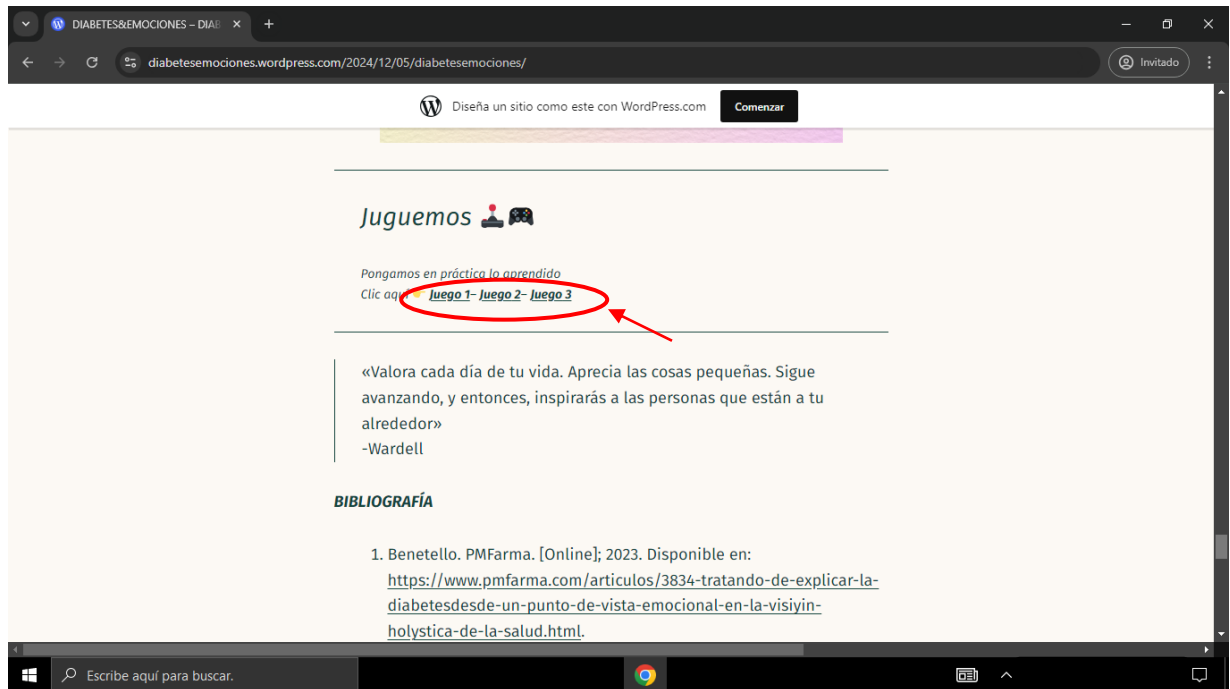 DIABETES&EMOCIONES – DIAB
diabetesemociones.wordpress.com/2024/12/05/diabetesemociones/
Invitado
Diseña un sitio como este con WordPress.com
Comenzar
Juguemos
Pongamos en práctica lo aprendido
Clic aquí Juego 1– Juego 2– Juego 3
«Valora cada día de tu vida. Aprecia las cosas pequeñas. Sigue
avanzando, y entonces, inspirarás a las personas que están a tu
alrededor»
-Wardell
BIBLIOGRAFÍA
1. Benetello. PMFarma. [Online]; 2023. Disponible en:
https://www.pmfarma.com/articulos/3834-tratando-de-explicar-la-
diabetesdesde-un-punto-de-vista-emocional-en-la-visiyin-
holystica-de-la-salud.html.
Escribe aquí para buscar.